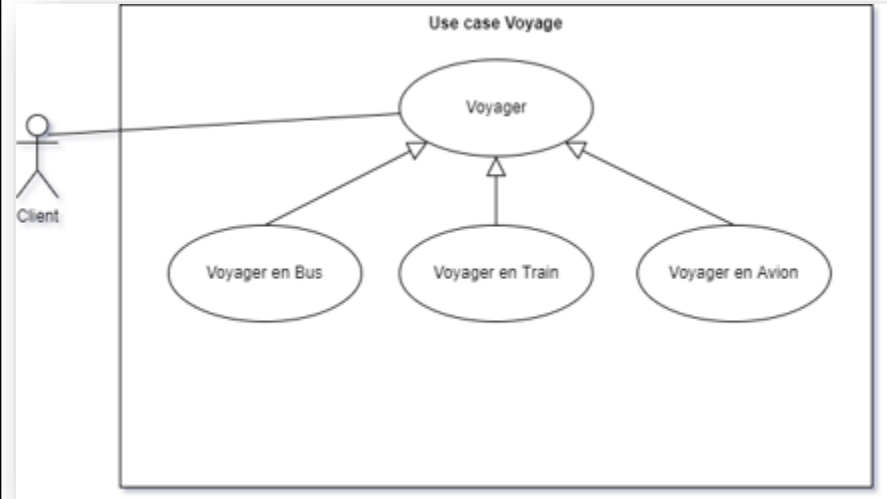 Use case Voyage
Voyager
Client
Voyager en Bus
Voyager en Train
Voyager en Avion